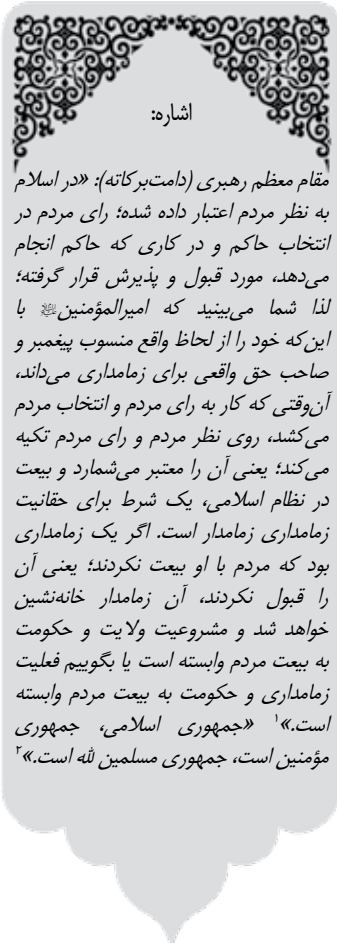 اشاره:
مقام معظم رهبری (دامت‌برکاته): «در اسلام
به نظر مردم اعتبار داده شده؛ رای مردم در
انتخاب حاکم و در کاری که حاکم انجام
می‌دهد، مورد قبول و پذیرش قرار گرفته؛
لذا شما می‌بینید که امیرالمؤمنین با
این‌که خود را از لحاظ واقع منسوب پیغمبر و
صاحب حق واقعی برای زمامداری می‌داند،
آن‌وقتی که کار به رای مردم و انتخاب مردم
می‌کشد، روی نظر مردم و رای مردم تکیه
می‌کند؛ یعنی آن را معتبر می‌شمارد و بیعت
در نظام اسلامی، یک شرط برای حقانیت
زمامداری زمامدار است. اگر یک زمامداری
بود که مردم با او بیعت نکردند؛ یعنی آن
را قبول نکردند، آن زمامدار خانه‌نشین
خواهد شد و مشروعیت ولایت و حکومت
به بیعت مردم وابسته است یا بگوییم فعلیت
زمامداری و حکومت به بیعت مردم وابسته
است.»۱ «جمهوری اسلامی، جمهوری
مؤمنین است، جمهوری مسلمین لله است.»۲